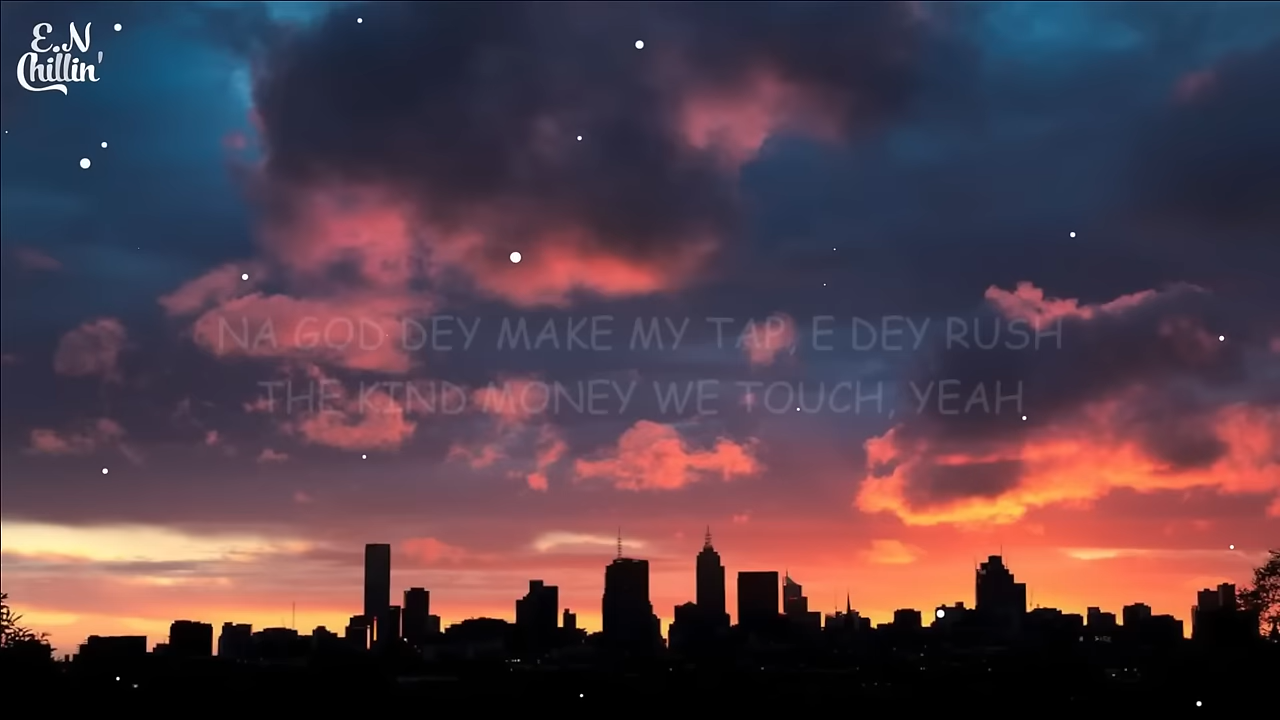 E.N
Chillin'
NA GOD DEY MAKE MY TAP E DEY RUSH
THE KIND MONEY WE TOUCH, YEAH